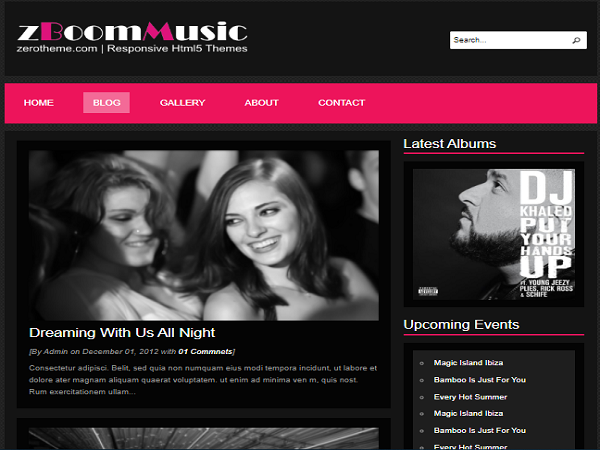 zBoomMusic
zerotheme.com | Responsive Html5 Themes
Search...
HOME
BLOG
GALLERY
ABOUT
CONTACT
Dreaming With Us All Night
[By Admin on December 01, 2012 with 01 Commnets]
Consectetur adipisci. Belit, sed quia non numquam eius modi tempora incidunt, ut labore et
dolore ater magnam aliquam quaerat voluptatem. ut enim ad minima ven m, quis nost.
Rum exercitationem ullam...
Latest Albums
DJ
KHALED
PUT
YOUR
HANDS
UP
FT. YOUNG JEEZY
PLIES, RICK ROSS
& SCHIFE
Upcoming Events
Magic Island Ibiza
Bamboo Is Just For You
Every Hot Summer
Magic Island Ibiza
Bamboo Is Just For You
Every Hot Summer